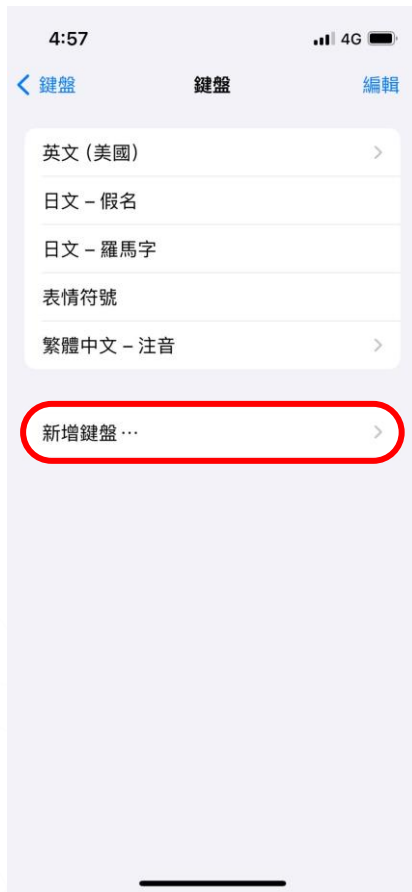 4:57 4G
鍵盤 鍵盤 編輯
英文 (美國)
日文 – 假名
日文 – 羅馬字
表情符號
繁體中文 – 注音
新增鍵盤⋯